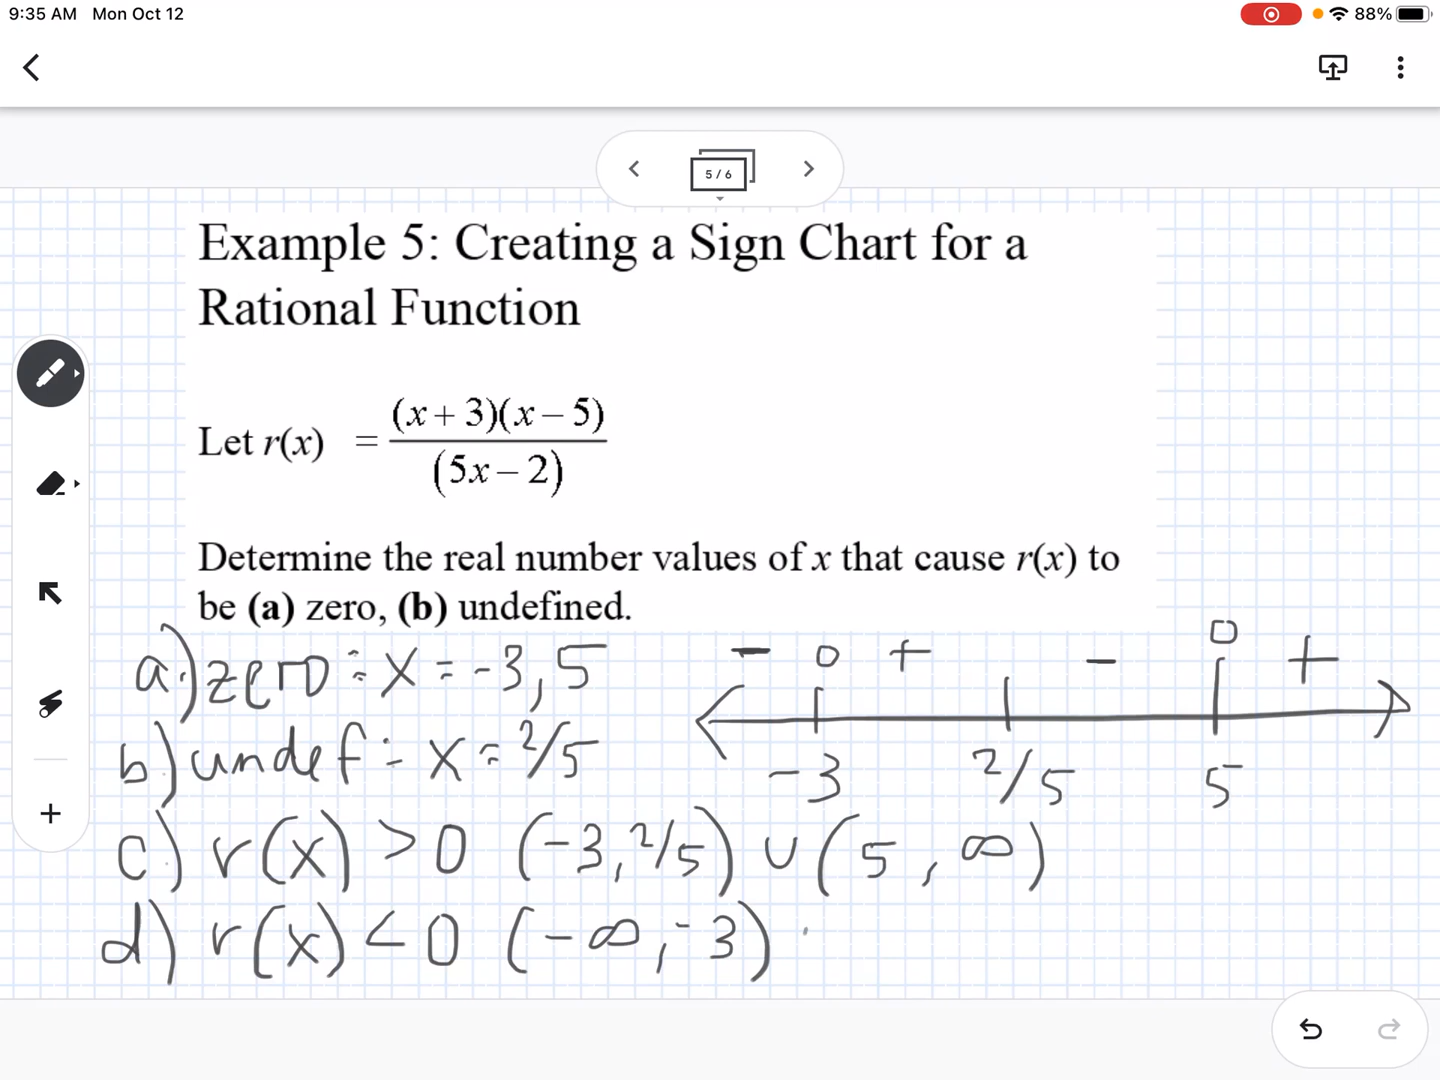 9:35 AM Mon Oct 12 88%
5 / 6
Example 5: Creating a Sign Chart for a
Rational Function
Let r(x) = (x + 3)(x – 5)
(5x – 2)
Determine the real number values of x that cause r(x) to
be (a) zero, (b) undefined.
a.) zero : x = -3, 5
b.) undef : x = 2/5
- 0 + - 0 +
-3 2/5 5
c.) r(x) > 0 (-3, 2/5) ∪ (5, ∞)
d) r(x) < 0 (-∞, -3)